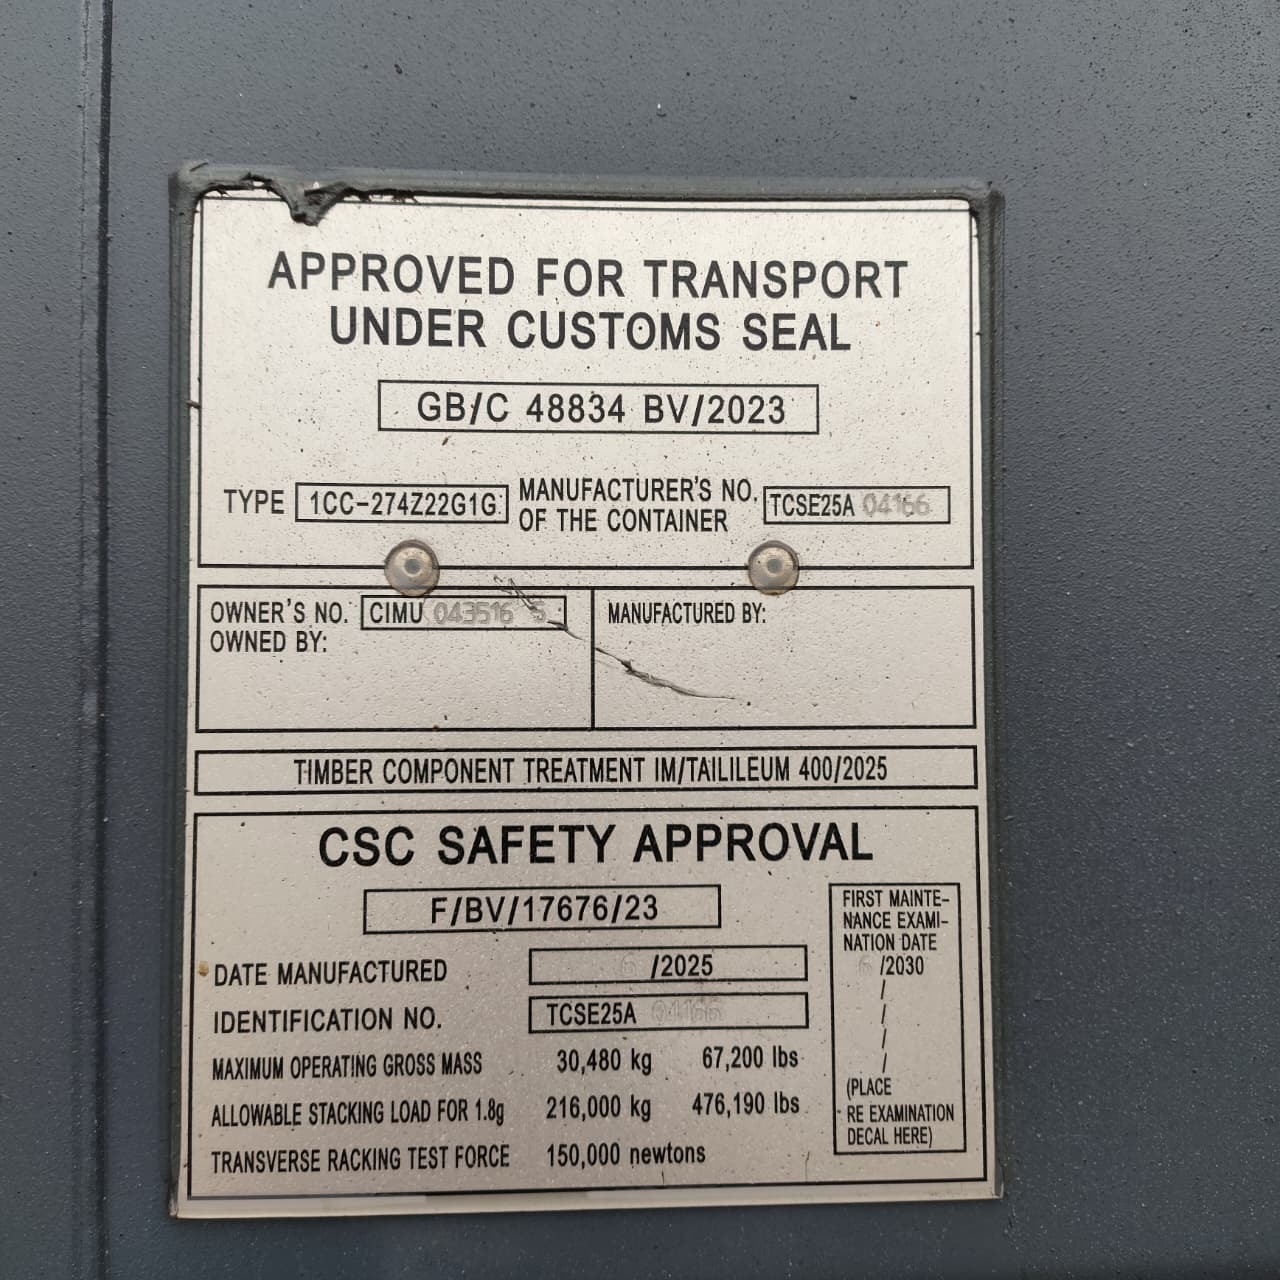 APPROVED FOR TRANSPORT
UNDER CUSTOMS SEAL
GB/C 48834 BV/2023
TYPE 1CC-274Z22G1G
MANUFACTURER'S NO.
OF THE CONTAINER
TCSE25A 04166
OWNER'S NO. CIMU 043516 5
OWNED BY:
MANUFACTURED BY:
TIMBER COMPONENT TREATMENT IM/TAILILEUM 400/2025
CSC SAFETY APPROVAL
F/BV/17676/23
DATE MANUFACTURED 6 /2025
IDENTIFICATION NO. TCSE25A 04166
MAXIMUM OPERATING GROSS MASS 30,480 kg 67,200 lbs
ALLOWABLE STACKING LOAD FOR 1.8g 216,000 kg 476,190 lbs
TRANSVERSE RACKING TEST FORCE 150,000 newtons
FIRST MAINTE-
NANCE EXAMI-
NATION DATE
6 /2030
/
/
/
/
(PLACE
RE EXAMINATION
DECAL HERE)